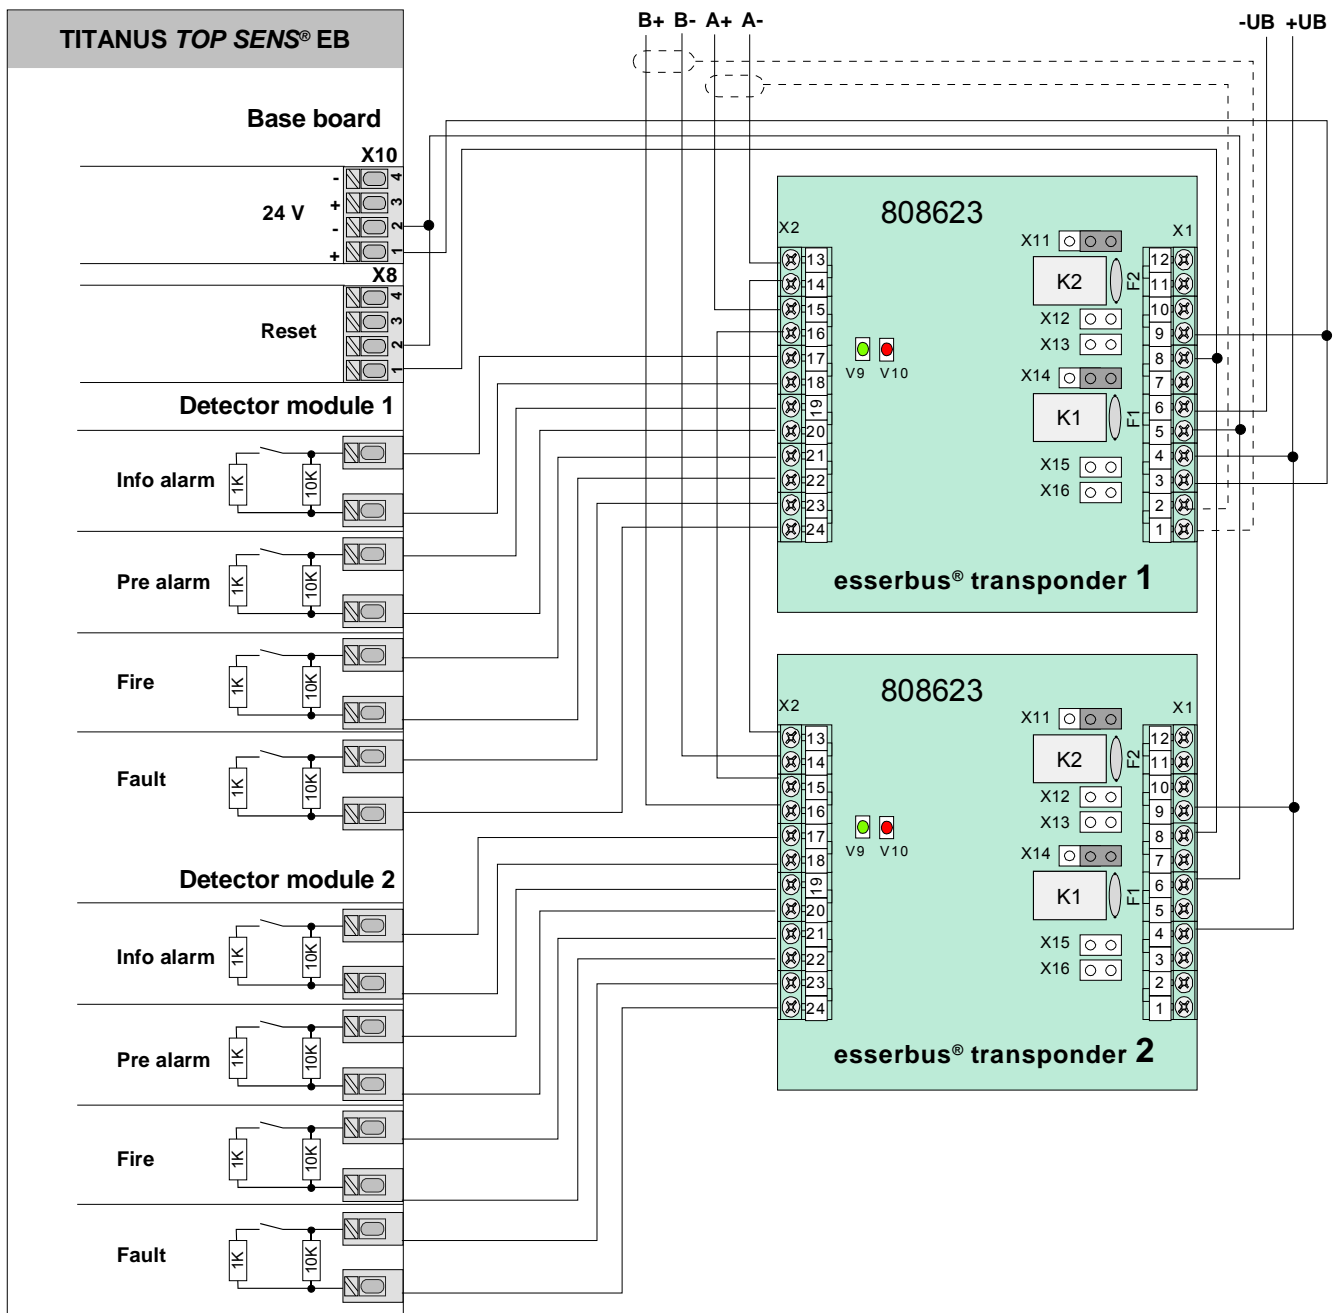 TITANUS TOP SENS® EB
B+ B- A+ A-
-UB +UB
Base board
X10
24 V
- 4
+ 3
- 2
+ 1
X8
Reset
4
3
2
1
Detector module 1
Info alarm
1K 10K
Pre alarm
1K 10K
Fire
1K 10K
Fault
1K 10K
Detector module 2
Info alarm
1K 10K
Pre alarm
1K 10K
Fire
1K 10K
Fault
1K 10K
808623
X2
13
14
15
16
17
18
19
20
21
22
23
24
V9 V10
X11
K2 F2
X12
X13
X14
K1 F1
X15
X16
X1
12
11
10
9
8
7
6
5
4
3
2
1
esserbus® transponder 1
808623
X2
13
14
15
16
17
18
19
20
21
22
23
24
V9 V10
X11
K2 F2
X12
X13
X14
K1 F1
X15
X16
X1
12
11
10
9
8
7
6
5
4
3
2
1
esserbus® transponder 2